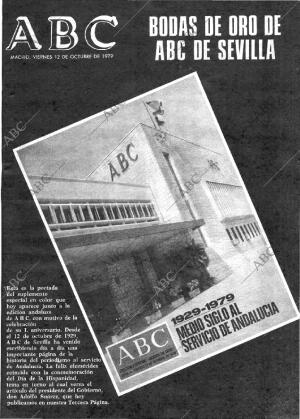 ABC
MADRID, VIERNES 12 DE OCTUBRE DE 1979
BODAS DE ORO DE
ABC DE SEVILLA
ABC
1929-1979
MEDIO SIGLO AL
SERVICIO DE ANDALUCIA
ABC
Esta es la portada
del suplemento
especial en color que
hoy aparece junto a la
edicion andaluza
de ABC, con motivo de la
celebración
de su L aniversario. Desde
el 12 de octubre de 1929,
ABC de Sevilla ha venido
escribiendo día a día una
importante página de la
historia del periodismo al servicio
de Andalucía. La feliz efemérides
coincide con la conmemoración
del Día de la Hispanidad,
tema en torno al cual versa el
artículo del presidente del Gobierno,
don Adolfo Suárez, que hoy
publicamos en nuestra Tercera Página.